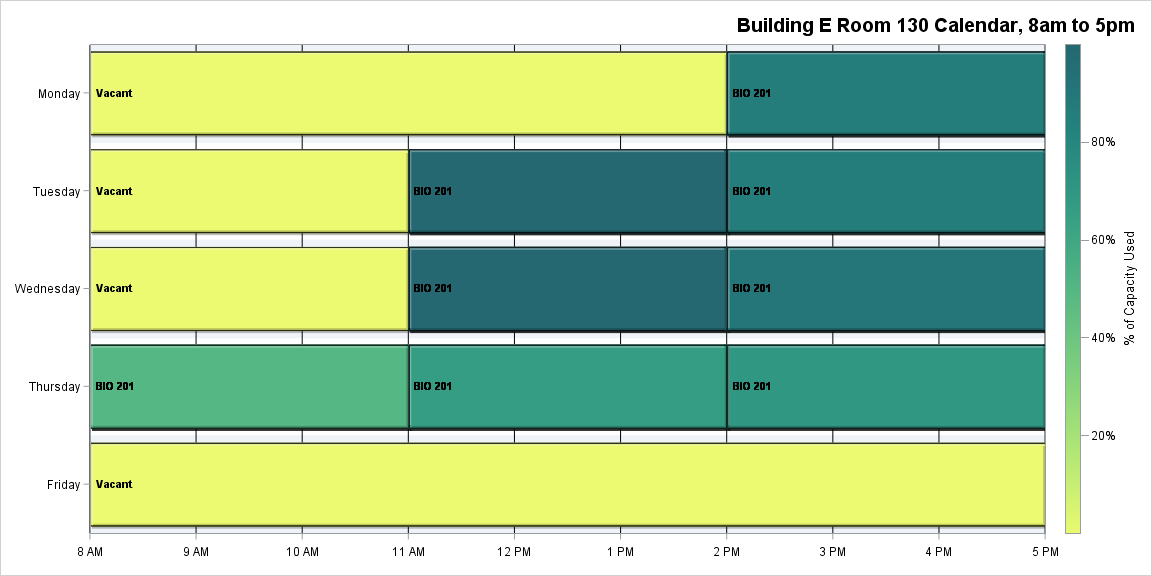 Building E Room 130 Calendar, 8am to 5pm
Monday
Vacant
BIO 201
Tuesday
Vacant
BIO 201
BIO 201
Wednesday
Vacant
BIO 201
BIO 201
Thursday
BIO 201
BIO 201
BIO 201
Friday
Vacant
8 AM
9 AM
10 AM
11 AM
12 PM
1 PM
2 PM
3 PM
4 PM
5 PM
80%
60%
40%
20%
% of Capacity Used